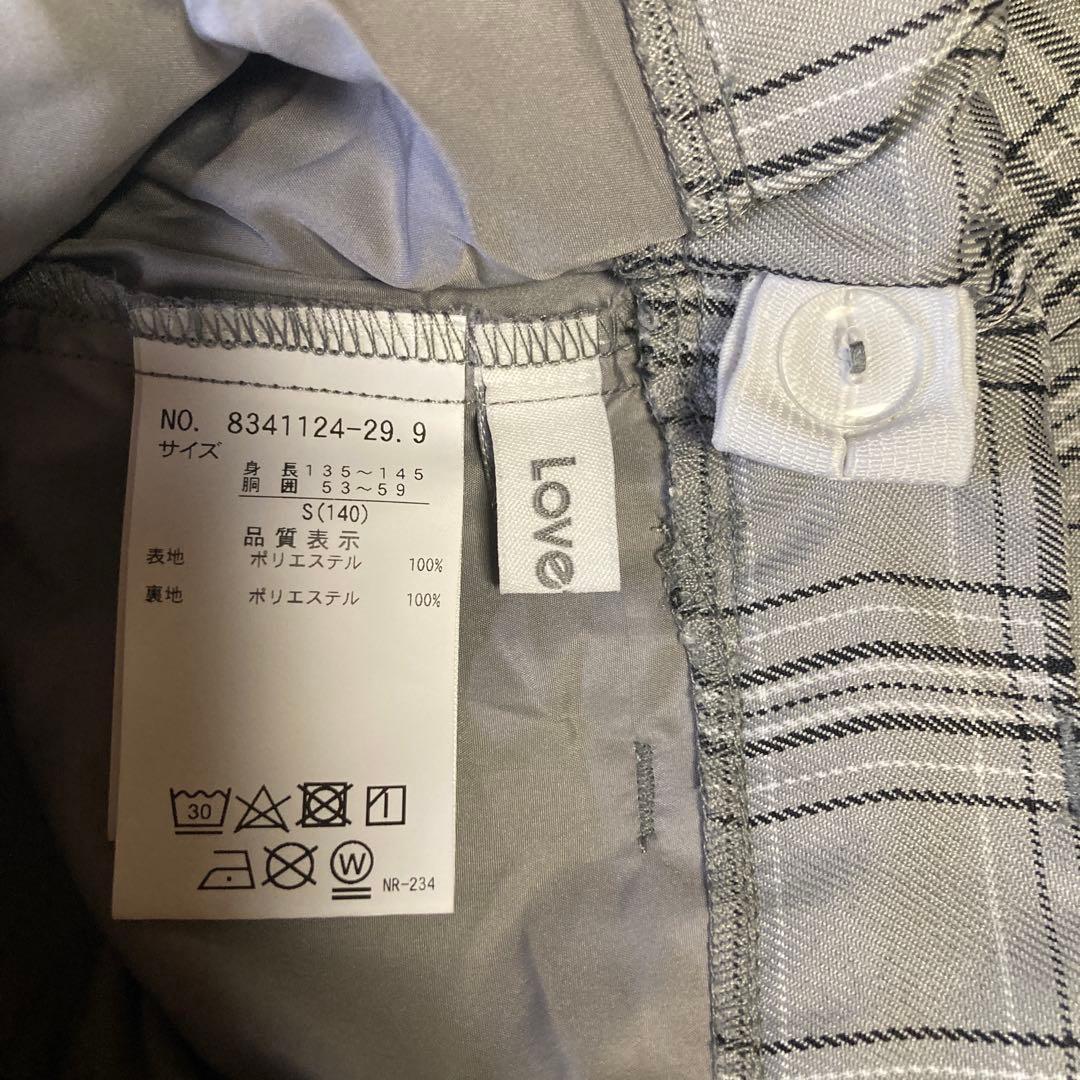 NO. 8341124-29.9
サイズ
身 長 135～145
胴 囲 53～59
S(140)
品質表示
表地 ポリエステル 100%
裏地 ポリエステル 100%
30
W
NR-234
Love